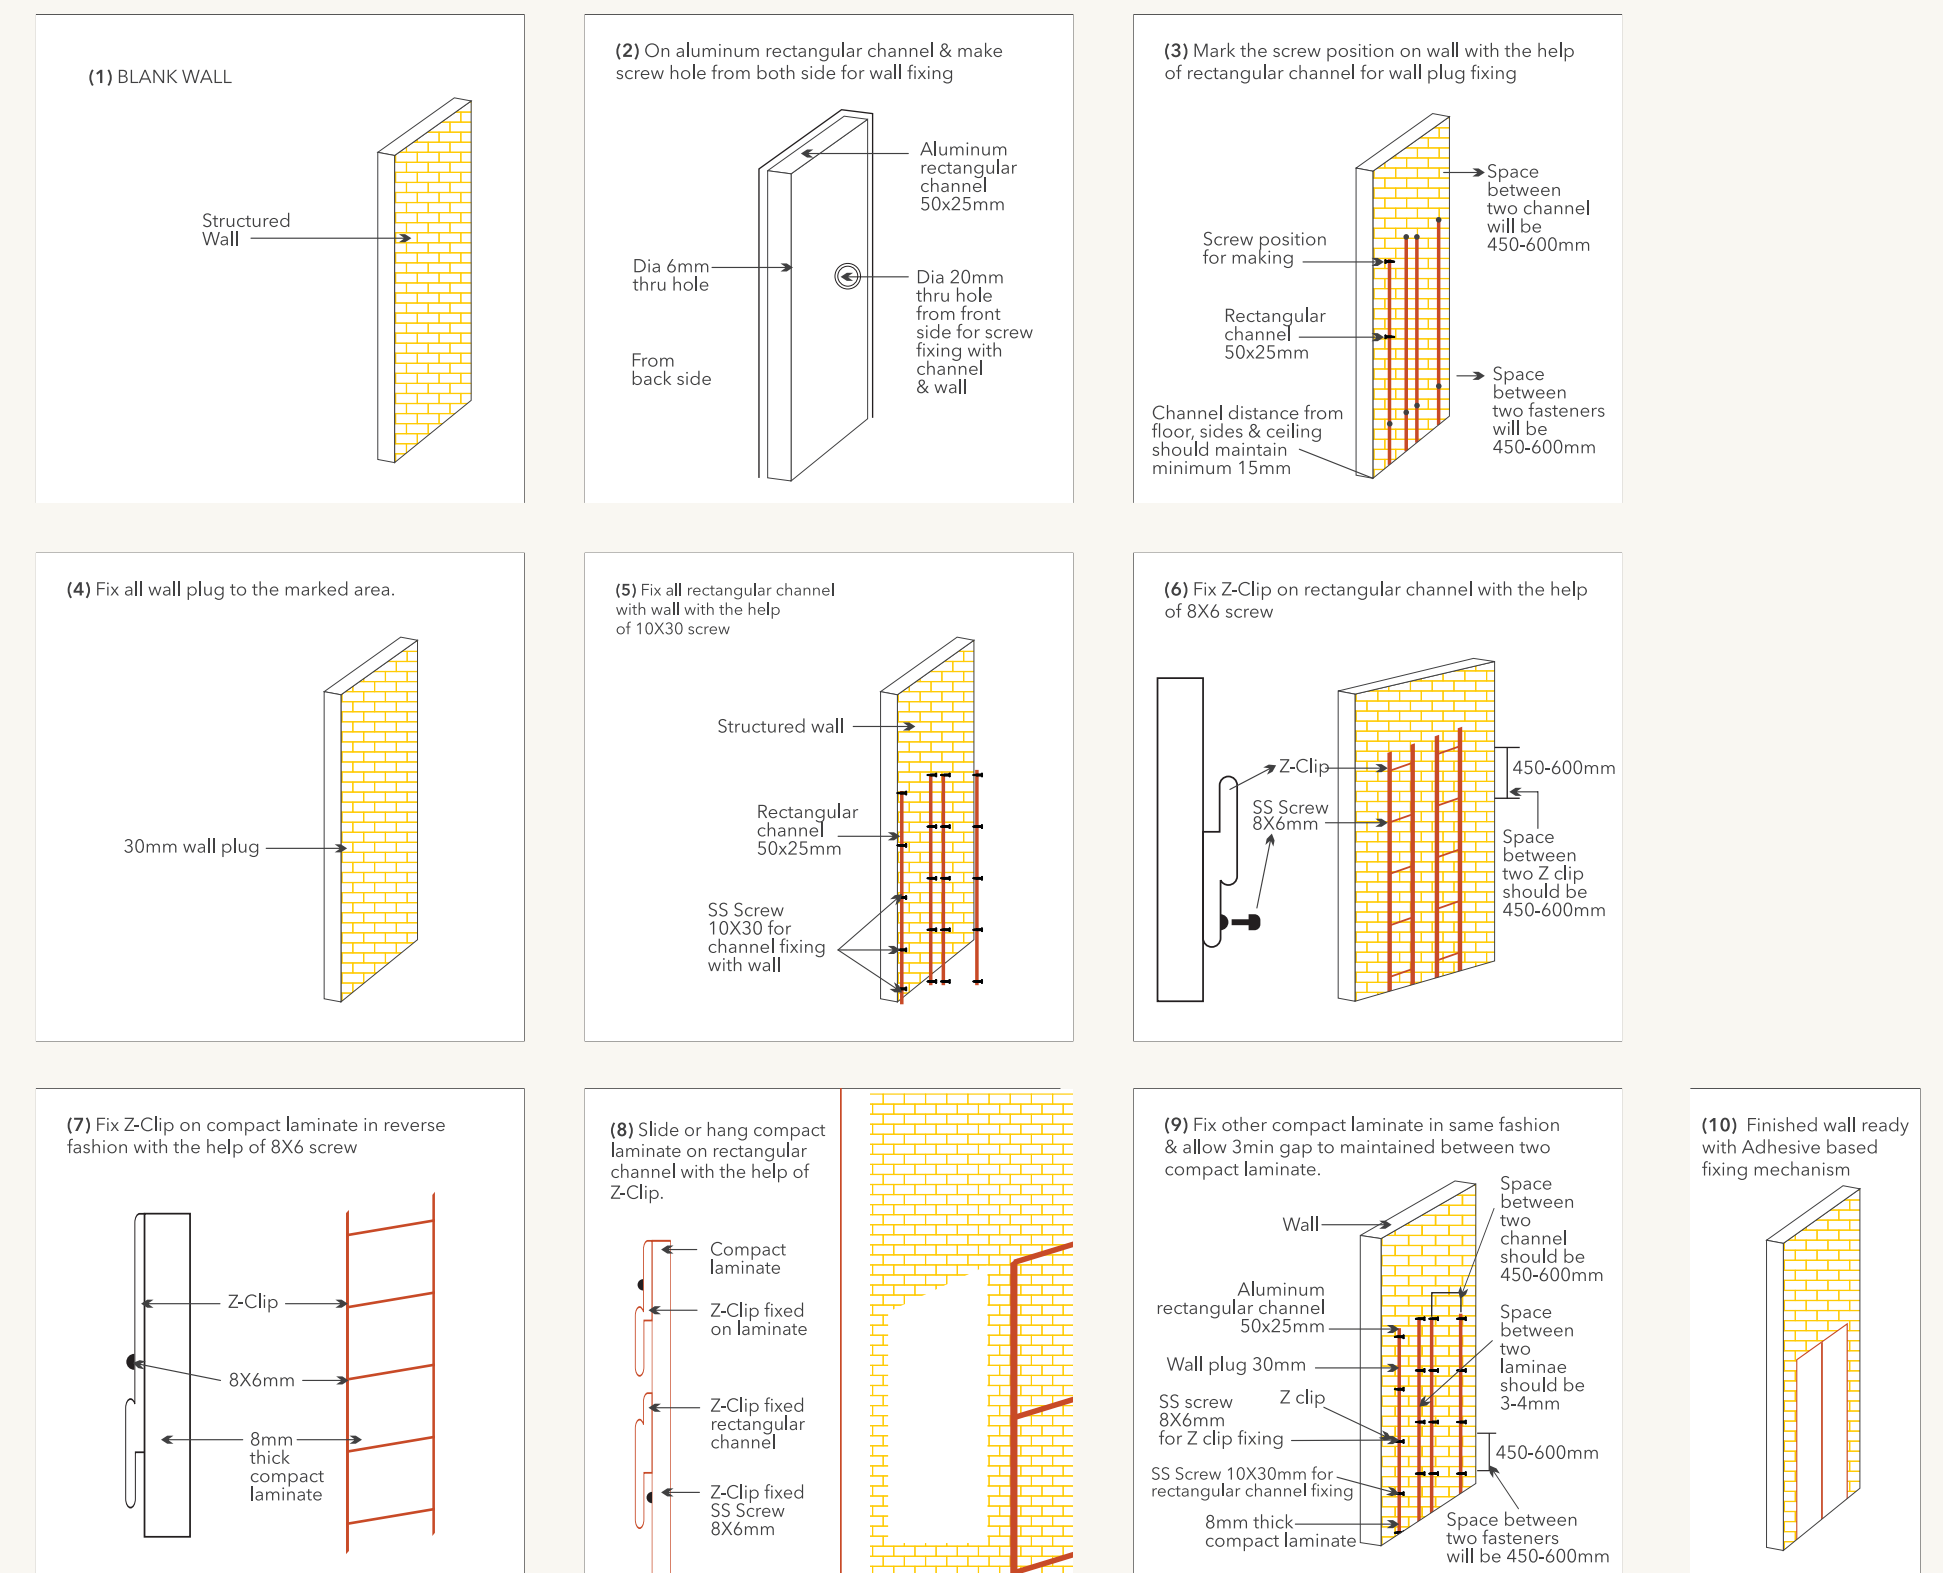 (1) BLANK WALL
Structured
Wall
(2) On aluminum rectangular channel & make
screw hole from both side for wall fixing
Aluminum
rectangular
channel
50x25mm
Dia 6mm
thru hole
Dia 20mm
thru hole
from front
side for screw
fixing with
channel
& wall
From
back side
(3) Mark the screw position on wall with the help
of rectangular channel for wall plug fixing
Space
between
two channel
will be
450-600mm
Screw position
for making
Rectangular
channel
50x25mm
Space
between
two fasteners
will be
450-600mm
Channel distance from
floor, sides & ceiling
should maintain
minimum 15mm
(4) Fix all wall plug to the marked area.
30mm wall plug
(5) Fix all rectangular channel
with wall with the help
of 10X30 screw
Structured wall
Rectangular
channel
50x25mm
SS Screw
10X30 for
channel fixing
with wall
(6) Fix Z-Clip on rectangular channel with the help
of 8X6 screw
Z-Clip
450-600mm
SS Screw
8X6mm
Space
between
two Z clip
should be
450-600mm
(7) Fix Z-Clip on compact laminate in reverse
fashion with the help of 8X6 screw
Z-Clip
8X6mm
8mm
thick
compact
laminate
(8) Slide or hang compact
laminate on rectangular
channel with the help of
Z-Clip.
Compact
laminate
Z-Clip fixed
on laminate
Z-Clip fixed
rectangular
channel
Z-Clip fixed
SS Screw
8X6mm
(9) Fix other compact laminate in same fashion
& allow 3min gap to maintained between two
compact laminate.
Space
between
two
channel
should be
450-600mm
Wall
Aluminum
rectangular channel
50x25mm
Space
between
two
laminae
should be
3-4mm
Wall plug 30mm
Z clip
SS screw
8X6mm
for Z clip fixing
450-600mm
SS Screw 10X30mm for
rectangular channel fixing
8mm thick
compact laminate
Space between
two fasteners
will be 450-600mm
(10) Finished wall ready
with Adhesive based
fixing mechanism